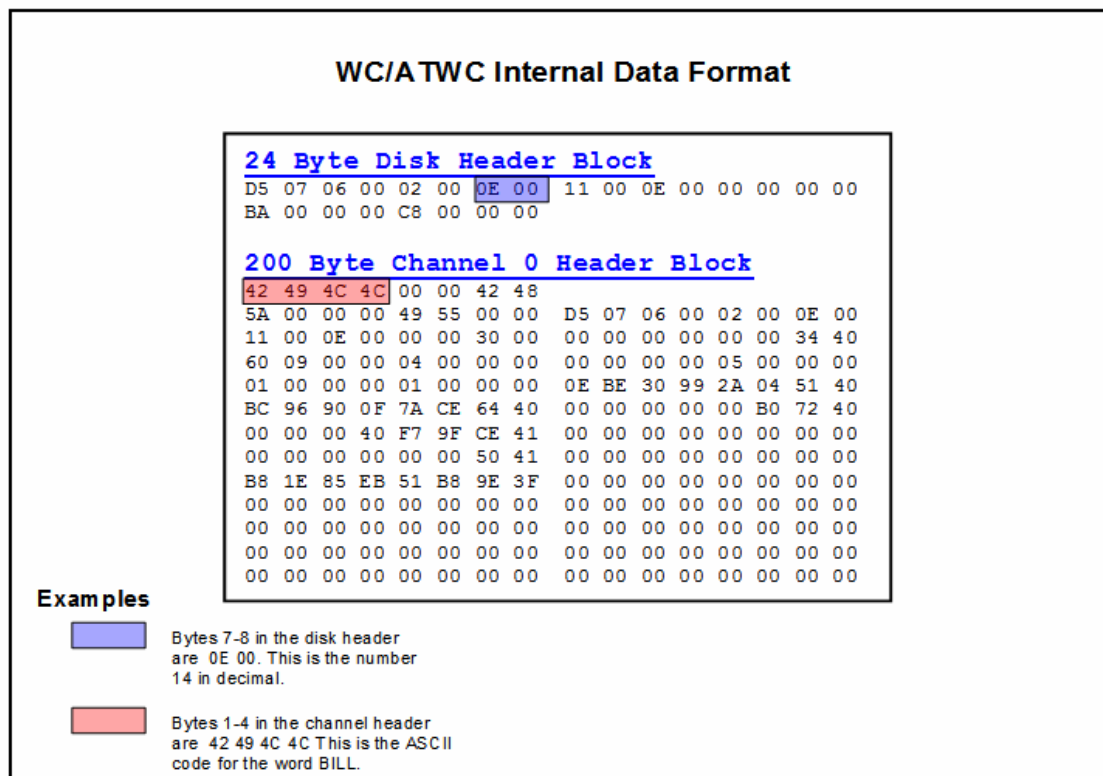 WC/ATWC Internal Data Format
24 Byte Disk Header Block
D5 07 06 00 02 00 0E 00 11 00 0E 00 00 00 00 00
BA 00 00 00 C8 00 00 00
200 Byte Channel 0 Header Block
42 49 4C 4C 00 00 42 48
5A 00 00 00 49 55 00 00 D5 07 06 00 02 00 0E 00
11 00 0E 00 00 00 30 00 00 00 00 00 00 00 34 40
60 09 00 00 04 00 00 00 00 00 00 00 05 00 00 00
01 00 00 00 01 00 00 00 0E BE 30 99 2A 04 51 40
BC 96 90 0F 7A CE 64 40 00 00 00 00 00 B0 72 40
00 00 00 40 F7 9F CE 41 00 00 00 00 00 00 00 00
00 00 00 00 00 00 50 41 00 00 00 00 00 00 00 00
B8 1E 85 EB 51 B8 9E 3F 00 00 00 00 00 00 00 00
00 00 00 00 00 00 00 00 00 00 00 00 00 00 00 00
00 00 00 00 00 00 00 00 00 00 00 00 00 00 00 00
00 00 00 00 00 00 00 00 00 00 00 00 00 00 00 00
00 00 00 00 00 00 00 00 00 00 00 00 00 00 00 00
Examples
Bytes 7-8 in the disk header
are 0E 00. This is the number
14 in decimal.
Bytes 1-4 in the channel header
are 42 49 4C 4C This is the ASCII
code for the word BILL.